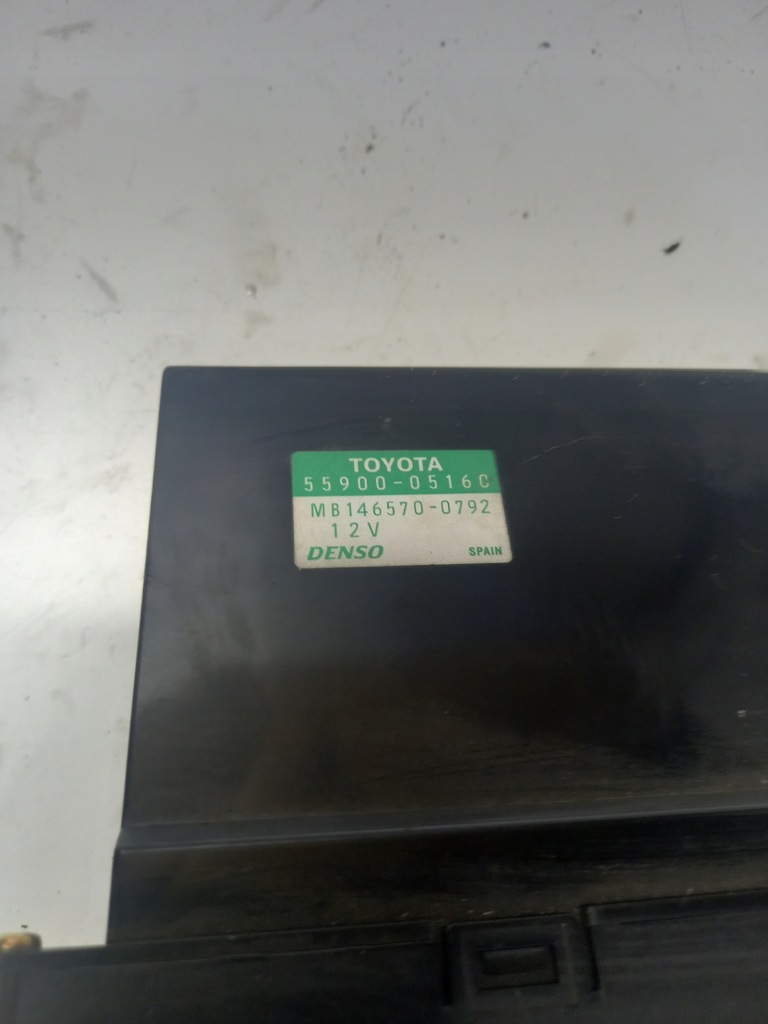 TOYOTA
55900-0516C
MB146570-0792
12V
DENSO SPAIN